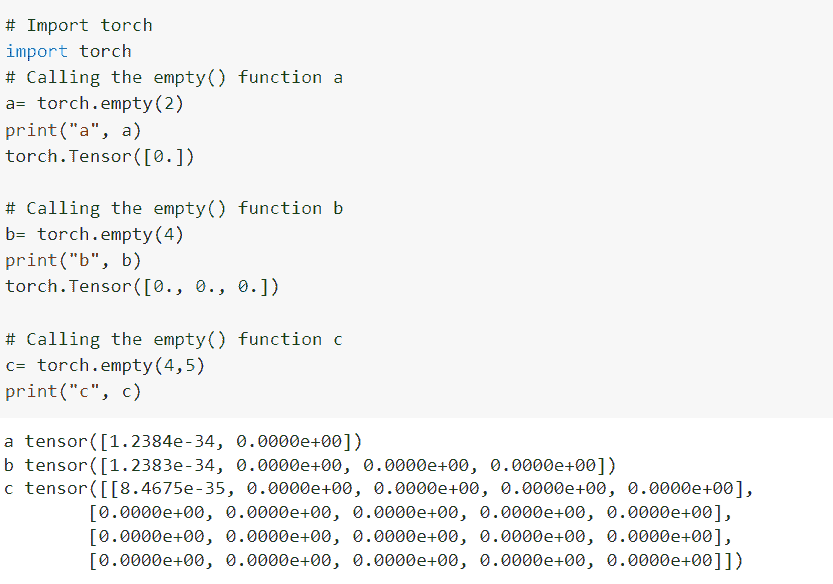 # Import torch
import torch
# Calling the empty() function a
a= torch.empty(2)
print("a", a)
torch.Tensor([0.])
# Calling the empty() function b
b= torch.empty(4)
print("b", b)
torch.Tensor([0., 0., 0.])
# Calling the empty() function c
c= torch.empty(4,5)
print("c", c)
a tensor([1.2384e-34, 0.0000e+00])
b tensor([1.2383e-34, 0.0000e+00, 0.0000e+00, 0.0000e+00])
c tensor([[8.4675e-35, 0.0000e+00, 0.0000e+00, 0.0000e+00, 0.0000e+00],
[0.0000e+00, 0.0000e+00, 0.0000e+00, 0.0000e+00, 0.0000e+00],
[0.0000e+00, 0.0000e+00, 0.0000e+00, 0.0000e+00, 0.0000e+00],
[0.0000e+00, 0.0000e+00, 0.0000e+00, 0.0000e+00, 0.0000e+00]])